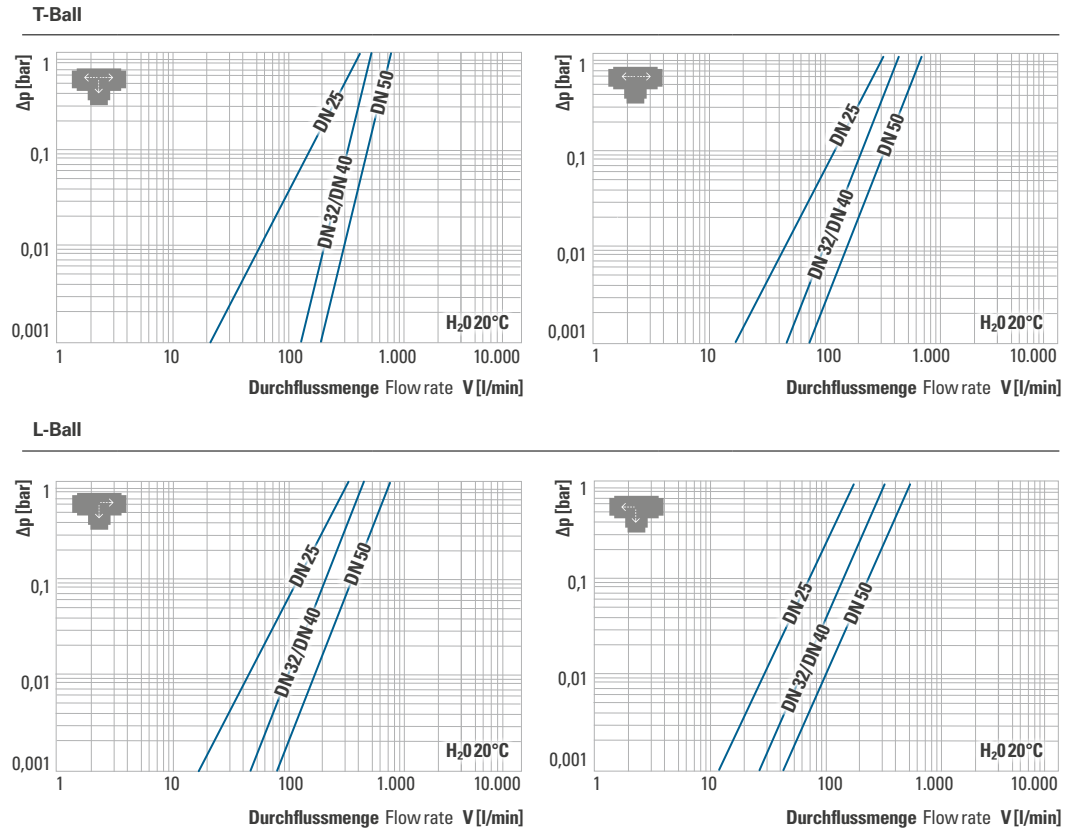 T-Ball
Δp [bar]
1
0,1
0,01
0,001
DN 25
DN 32/DN 40
DN 50
H₂0 20°C
1 10 100 1.000 10.000
Durchflussmenge Flow rate V [l/min]
Δp [bar]
1
0,1
0,01
0,001
DN 25
DN 32/DN 40
DN 50
H₂0 20°C
1 10 100 1.000 10.000
Durchflussmenge Flow rate V [l/min]
L-Ball
Δp [bar]
1
0,1
0,01
0,001
DN 25
DN 32/DN 40
DN 50
H₂0 20°C
1 10 100 1.000 10.000
Durchflussmenge Flow rate V [l/min]
Δp [bar]
1
0,1
0,01
0,001
DN 25
DN 32/DN 40
DN 50
H₂0 20°C
1 10 100 1.000 10.000
Durchflussmenge Flow rate V [l/min]